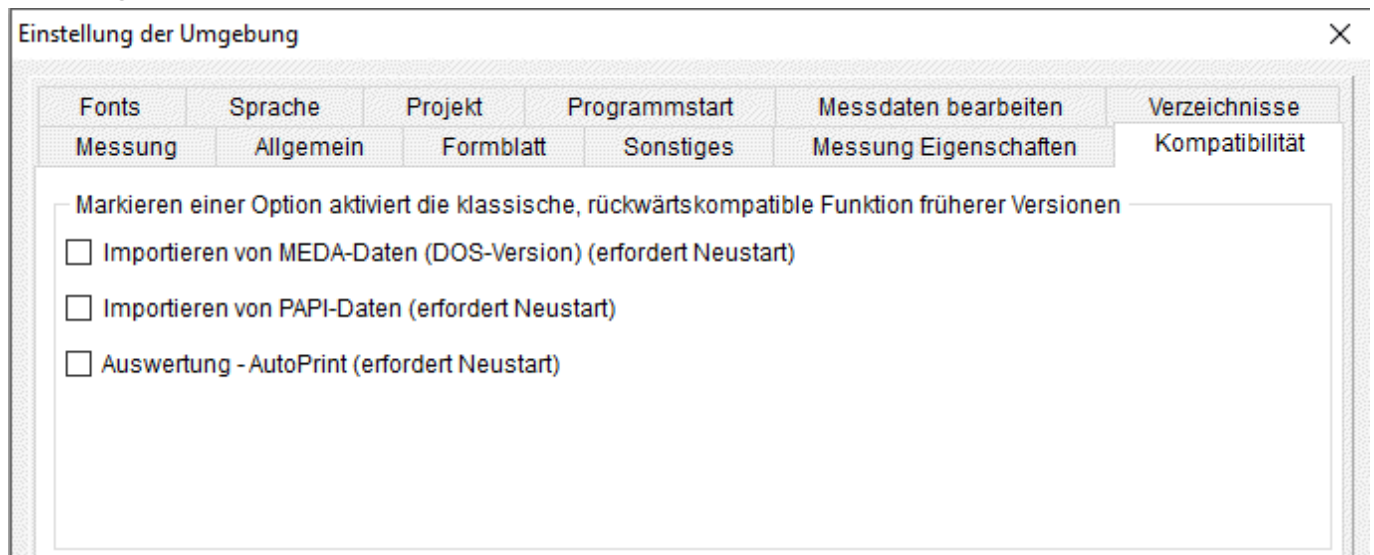 Einstellung der Umgebung
Fonts Sprache Projekt Programmstart Messdaten bearbeiten Verzeichnisse
Messung Allgemein Formblatt Sonstiges Messung Eigenschaften Kompatibilität
Markieren einer Option aktiviert die klassische, rückwärtskompatible Funktion früherer Versionen
Importieren von MEDA-Daten (DOS-Version) (erfordert Neustart)
Importieren von PAPI-Daten (erfordert Neustart)
Auswertung - AutoPrint (erfordert Neustart)